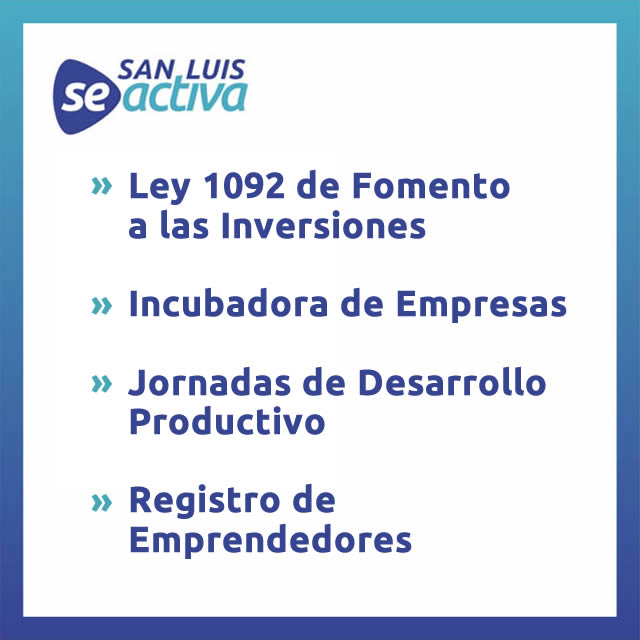 SAN LUIS
se activa
» Ley 1092 de Fomento
a las Inversiones
» Incubadora de Empresas
» Jornadas de Desarrollo
Productivo
» Registro de
Emprendedores